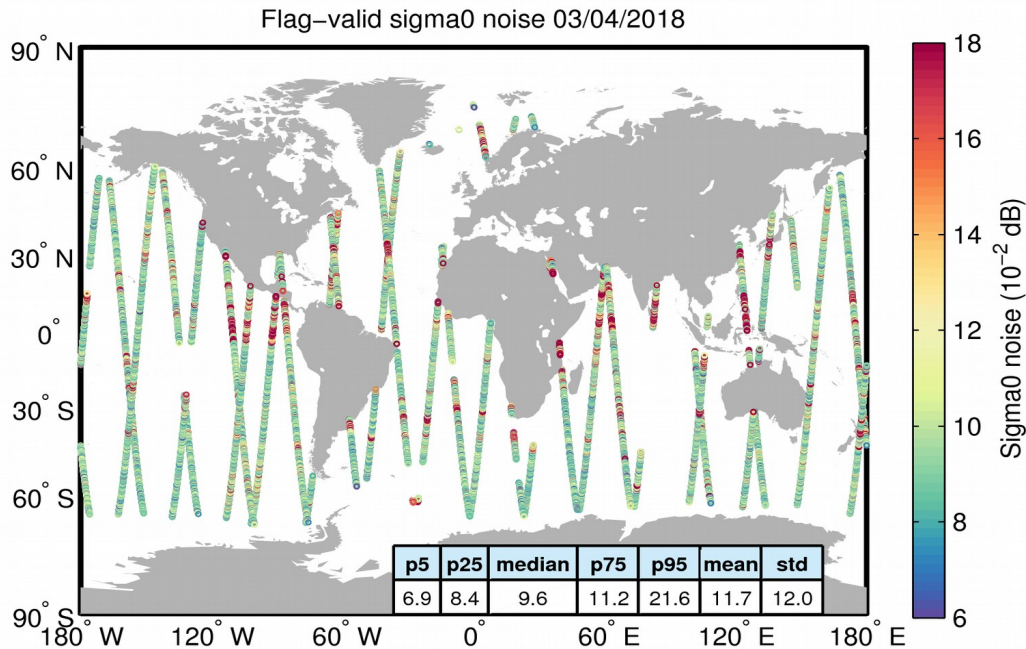 Flag−valid sigma0 noise 03/04/2018
90° N
60° N
30° N
0°
30° S
60° S
90° S
180° W
120° W
60° W
0°
60° E
120° E
180° E
p5 p25 median p75 p95 mean std
6.9 8.4 9.6 11.2 21.6 11.7 12.0
18
16
14
12
10
8
6
Sigma0 noise (10−2 dB)